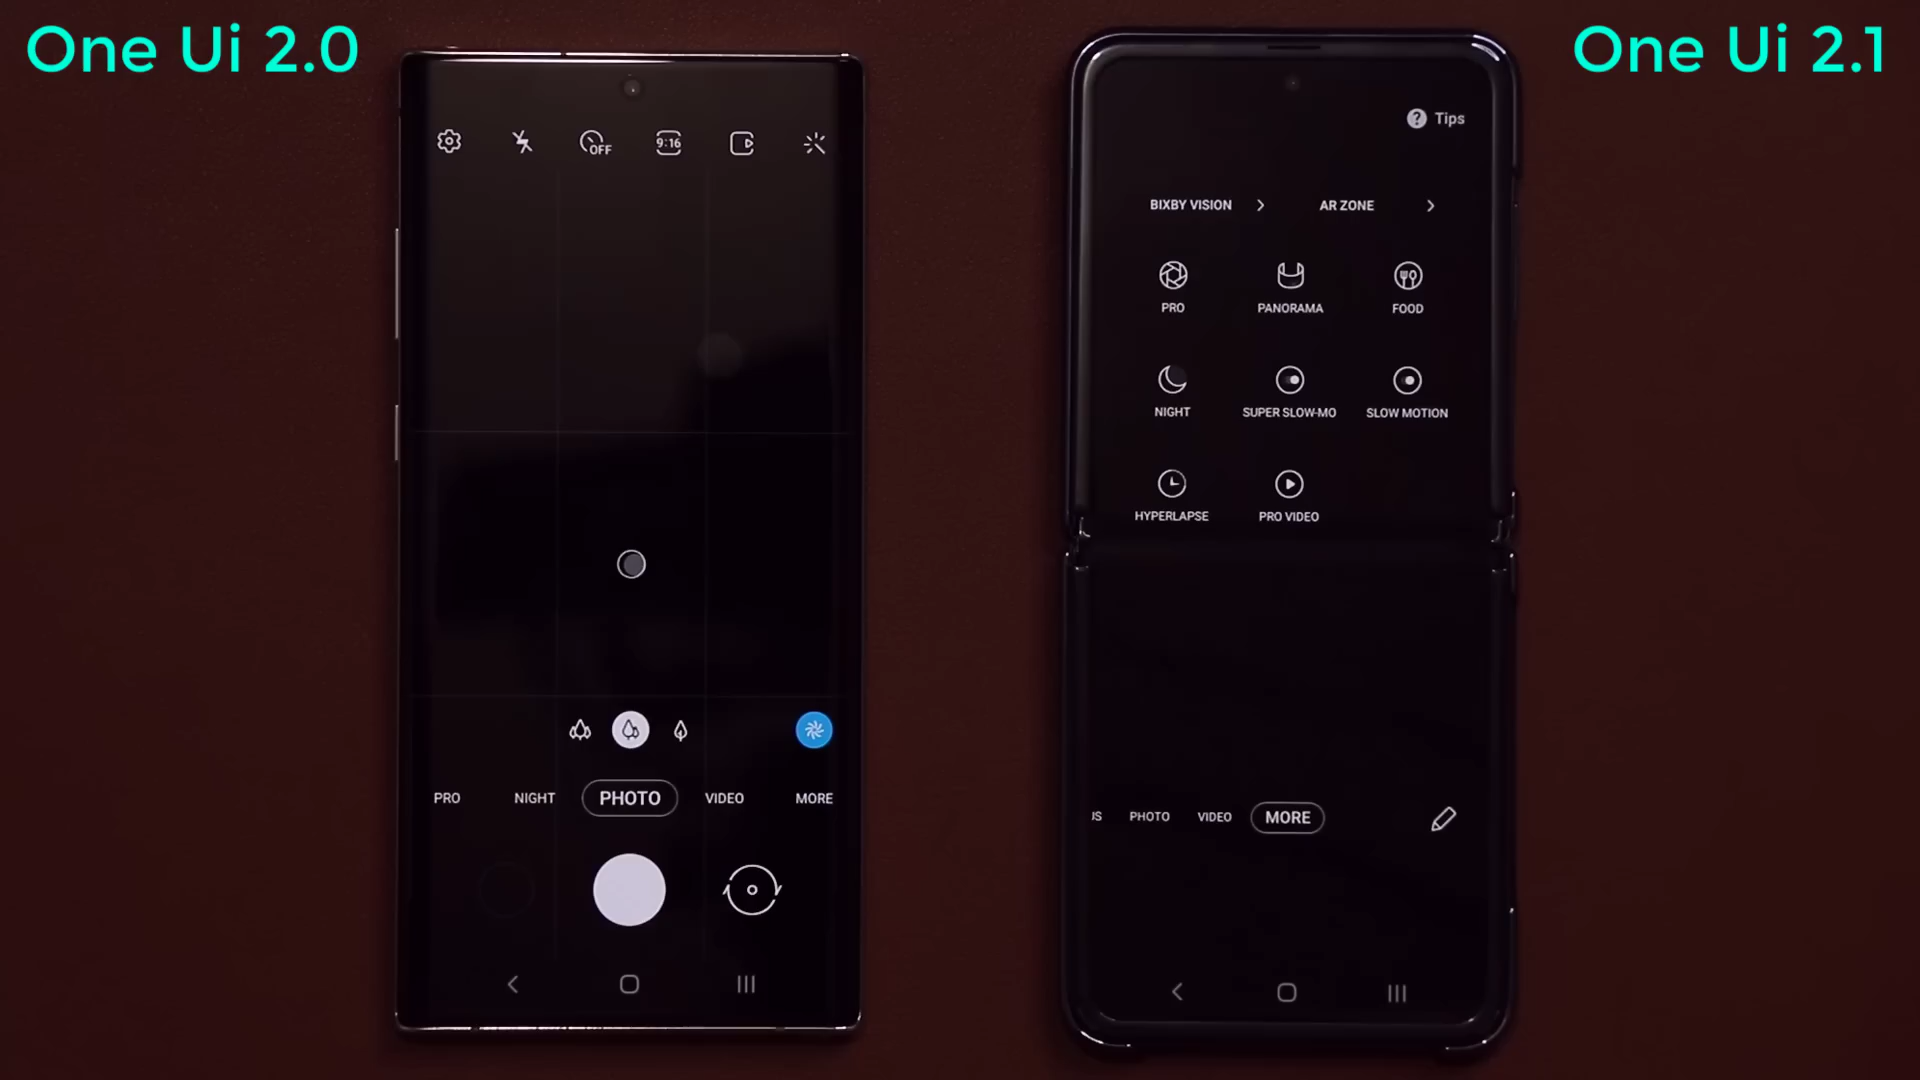 One Ui 2.0
One Ui 2.1
OFF
9:16
PRO
NIGHT
PHOTO
VIDEO
MORE
Tips
BIXBY VISION
AR ZONE
PRO
PANORAMA
FOOD
NIGHT
SUPER SLOW-MO
SLOW MOTION
HYPERLAPSE
PRO VIDEO
PHOTO
VIDEO
MORE